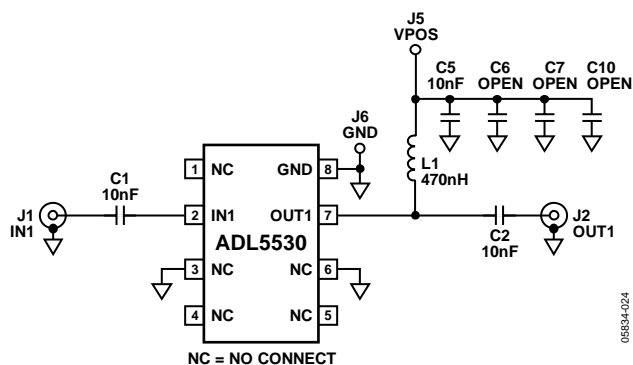 J5
VPOS
C5
10nF
C6
OPEN
C7
OPEN
C10
OPEN
J6
GND
L1
470nH
C1
10nF
J1
IN1
1 NC
GND 8
2 IN1
OUT1 7
ADL5530
3 NC
NC 6
4 NC
NC 5
C2
10nF
J2
OUT1
NC = NO CONNECT
05834-024